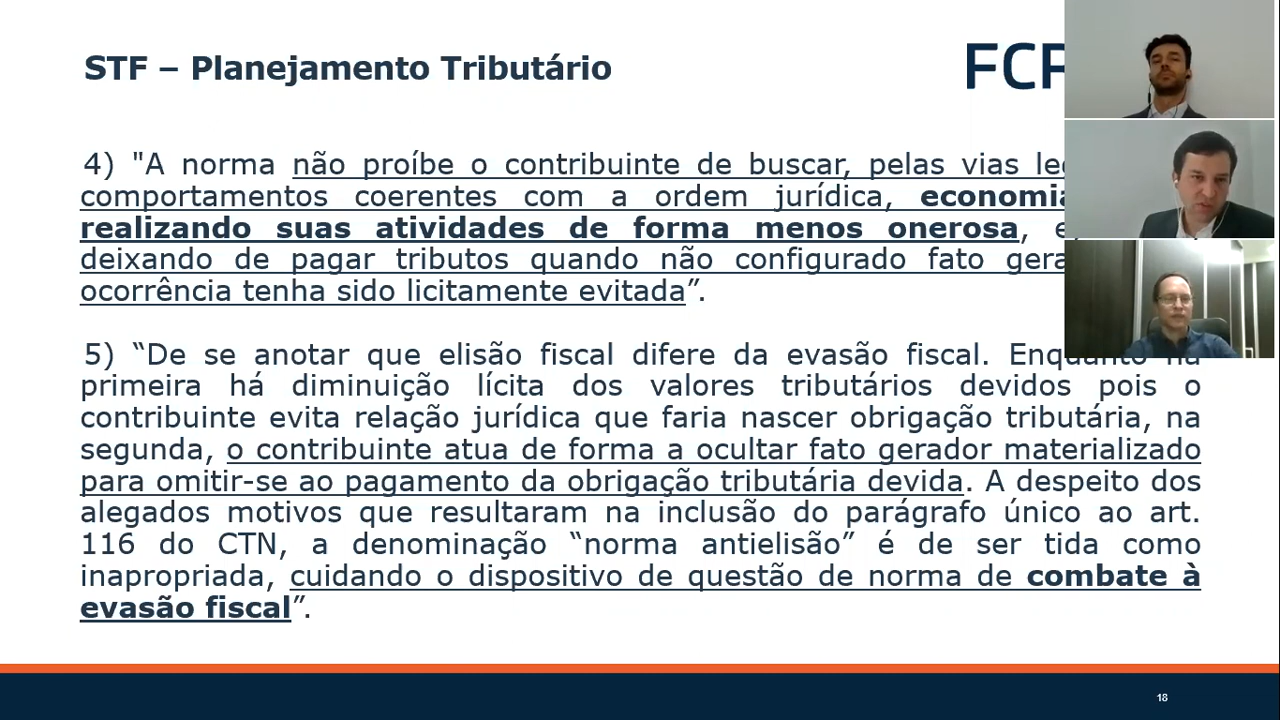 STF – Planejamento Tributário
4) "A norma não proíbe o contribuinte de buscar, pelas vias
comportamentos coerentes com a ordem jurídica,
realizando suas atividades de forma menos onerosa,
deixando de pagar tributos quando não configurado fato
ocorrência tenha sido licitamente evitada”.
5) “De se anotar que elisão fiscal difere da evasão fiscal.
primeira há diminuição lícita dos valores tributários devidos pois o
contribuinte evita relação jurídica que faria nascer obrigação tributária, na
segunda, o contribuinte atua de forma a ocultar fato gerador materializado
para omitir-se ao pagamento da obrigação tributária devida. A despeito dos
alegados motivos que resultaram na inclusão do parágrafo único ao art.
116 do CTN, a denominação “norma antielisão” é de ser tida como
inapropriada, cuidando o dispositivo de questão de norma de combate à
evasão fiscal”.
18